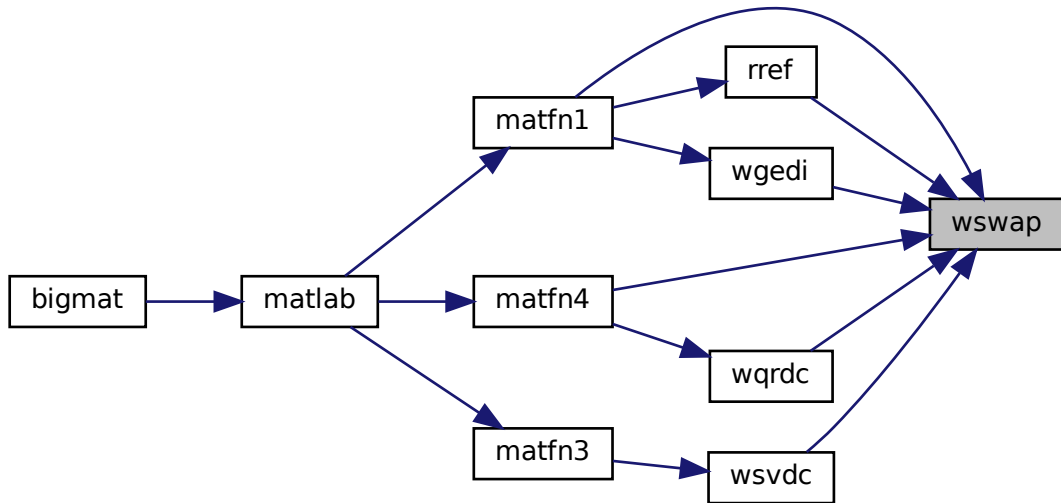 rref
matfn1
wgedi
wswap
bigmat
matlab
matfn4
wqrdc
matfn3
wsvdc